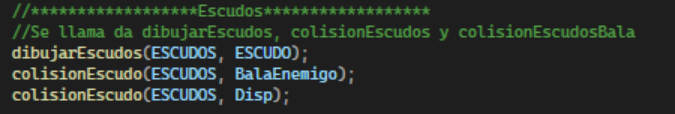 //******************Escudos******************
//Se llama da dibujarEscudos, colisionEscudos y colisionEscudosBala
dibujarEscudos(ESCUDOS, ESCUDO);
colisionEscudo(ESCUDOS, BalaEnemigo);
colisionEscudo(ESCUDOS, Disp);